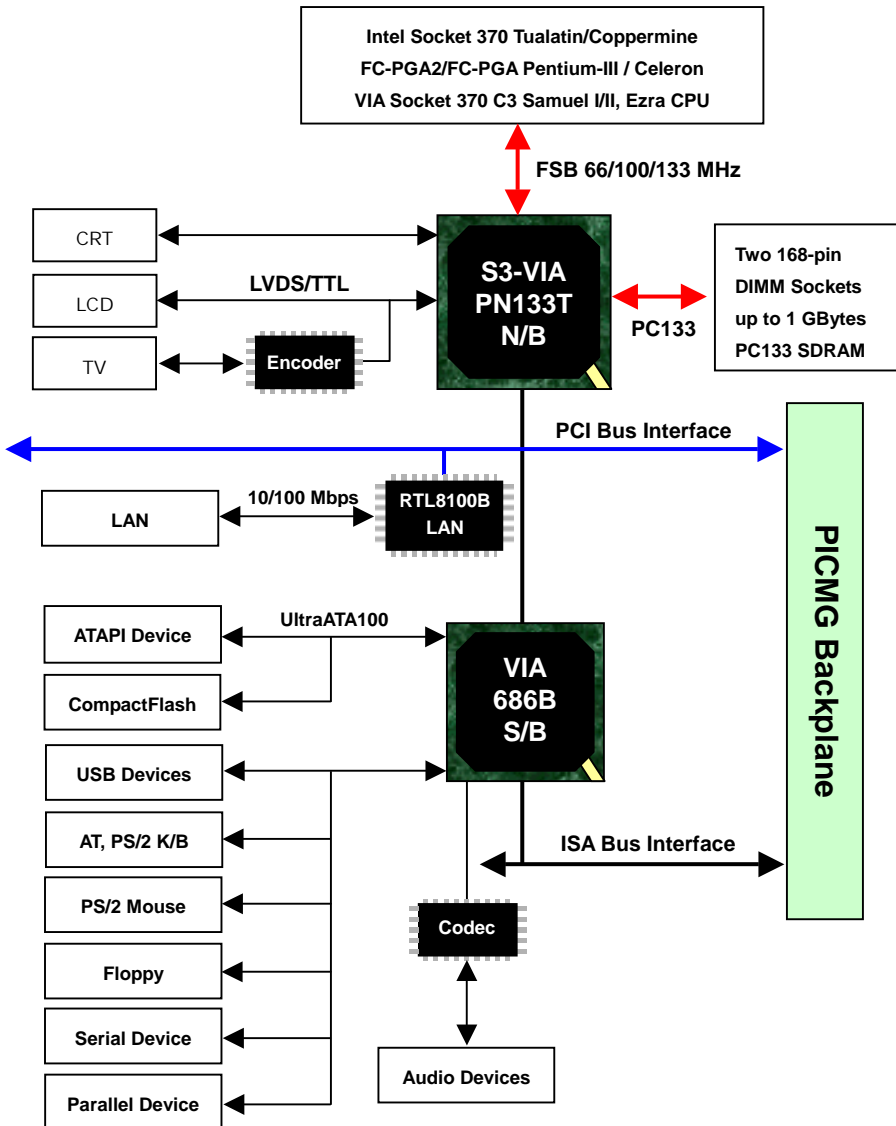 Intel Socket 370 Tualatin/Coppermine
FC-PGA2/FC-PGA Pentium-III / Celeron
VIA Socket 370 C3 Samuel I/II, Ezra CPU
FSB 66/100/133 MHz
CRT
LCD
TV
LVDS/TTL
Encoder
S3-VIA
PN133T
N/B
PC133
Two 168-pin
DIMM Sockets
up to 1 GBytes
PC133 SDRAM
PCI Bus Interface
LAN
10/100 Mbps
RTL8100B
LAN
PICMG Backplane
ATAPI Device
UltraATA100
CompactFlash
VIA
686B
S/B
USB Devices
AT, PS/2 K/B
PS/2 Mouse
Floppy
Serial Device
Parallel Device
ISA Bus Interface
Codec
Audio Devices